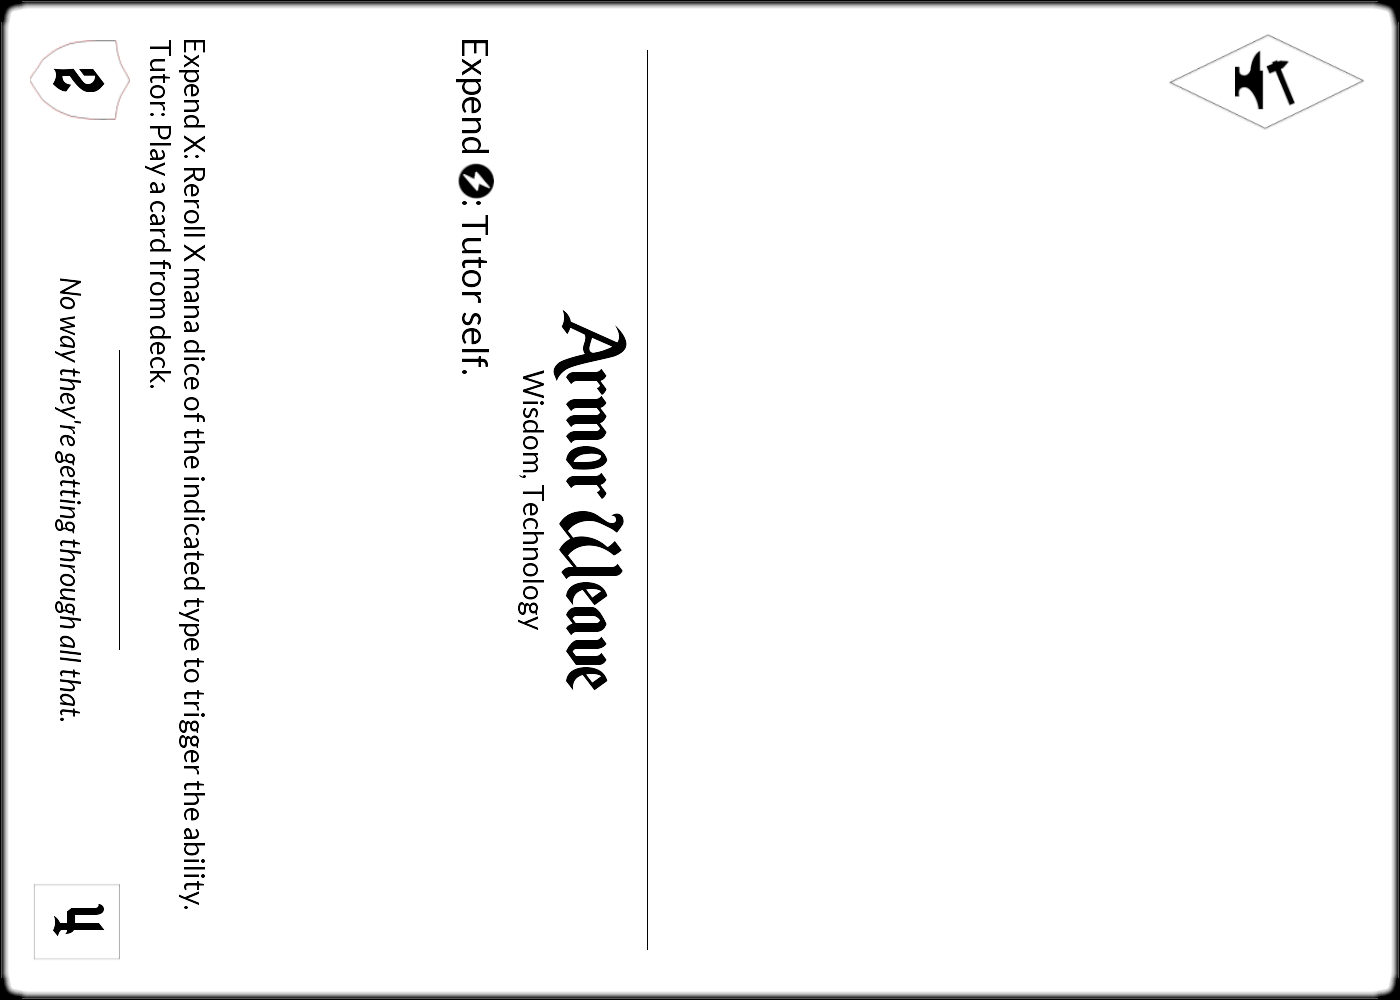 Armor Weave
Wisdom, Technology
Expend : Tutor self.
Expend X: Reroll X mana dice of the indicated type to trigger the ability.
Tutor: Play a card from deck.
No way they're getting through all that.
2
4